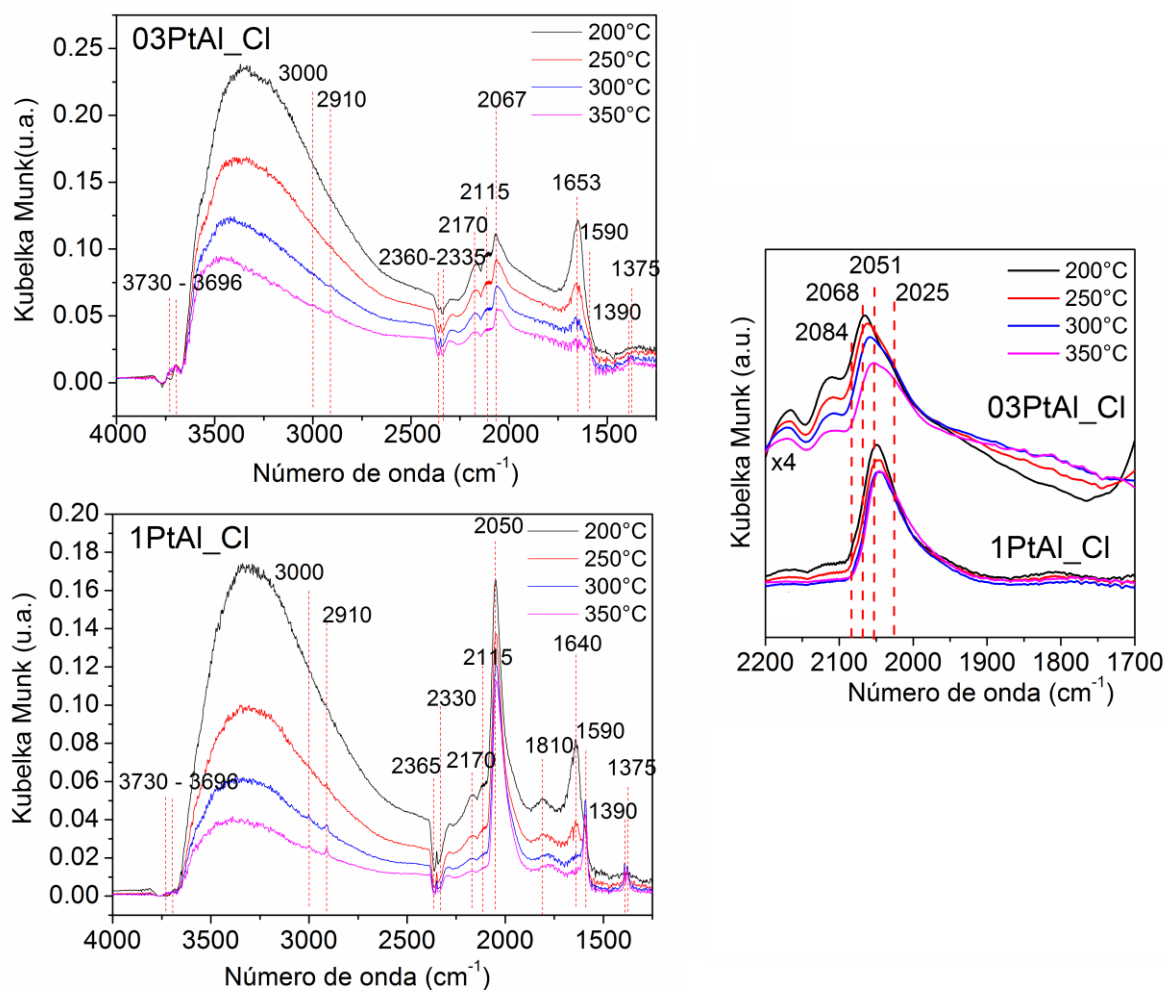 03PtAl_Cl
200°C
250°C
300°C
350°C
3000
2910
2067
2115
1653
2170
1590
2360-2335
1375
3730 - 3696
1390
0.25
0.20
0.15
0.10
0.05
0.00
Kubelka Munk(u.a.)
4000 3500 3000 2500 2000 1500
Número de onda (cm-1)
1PtAl_Cl
200°C
250°C
300°C
350°C
2050
3000
2910
2115
1640
2330
1590
2365
2170
1810
1375
3730 - 3696
1390
0.20
0.18
0.16
0.14
0.12
0.10
0.08
0.06
0.04
0.02
0.00
Kubelka Munk (u.a.)
4000 3500 3000 2500 2000 1500
Número de onda (cm-1)
2051
200°C
250°C
300°C
350°C
2068
2025
2084
03PtAl_Cl
x4
1PtAl_Cl
Kubelka Munk (a.u.)
2200 2100 2000 1900 1800 1700
Número de onda (cm-1)